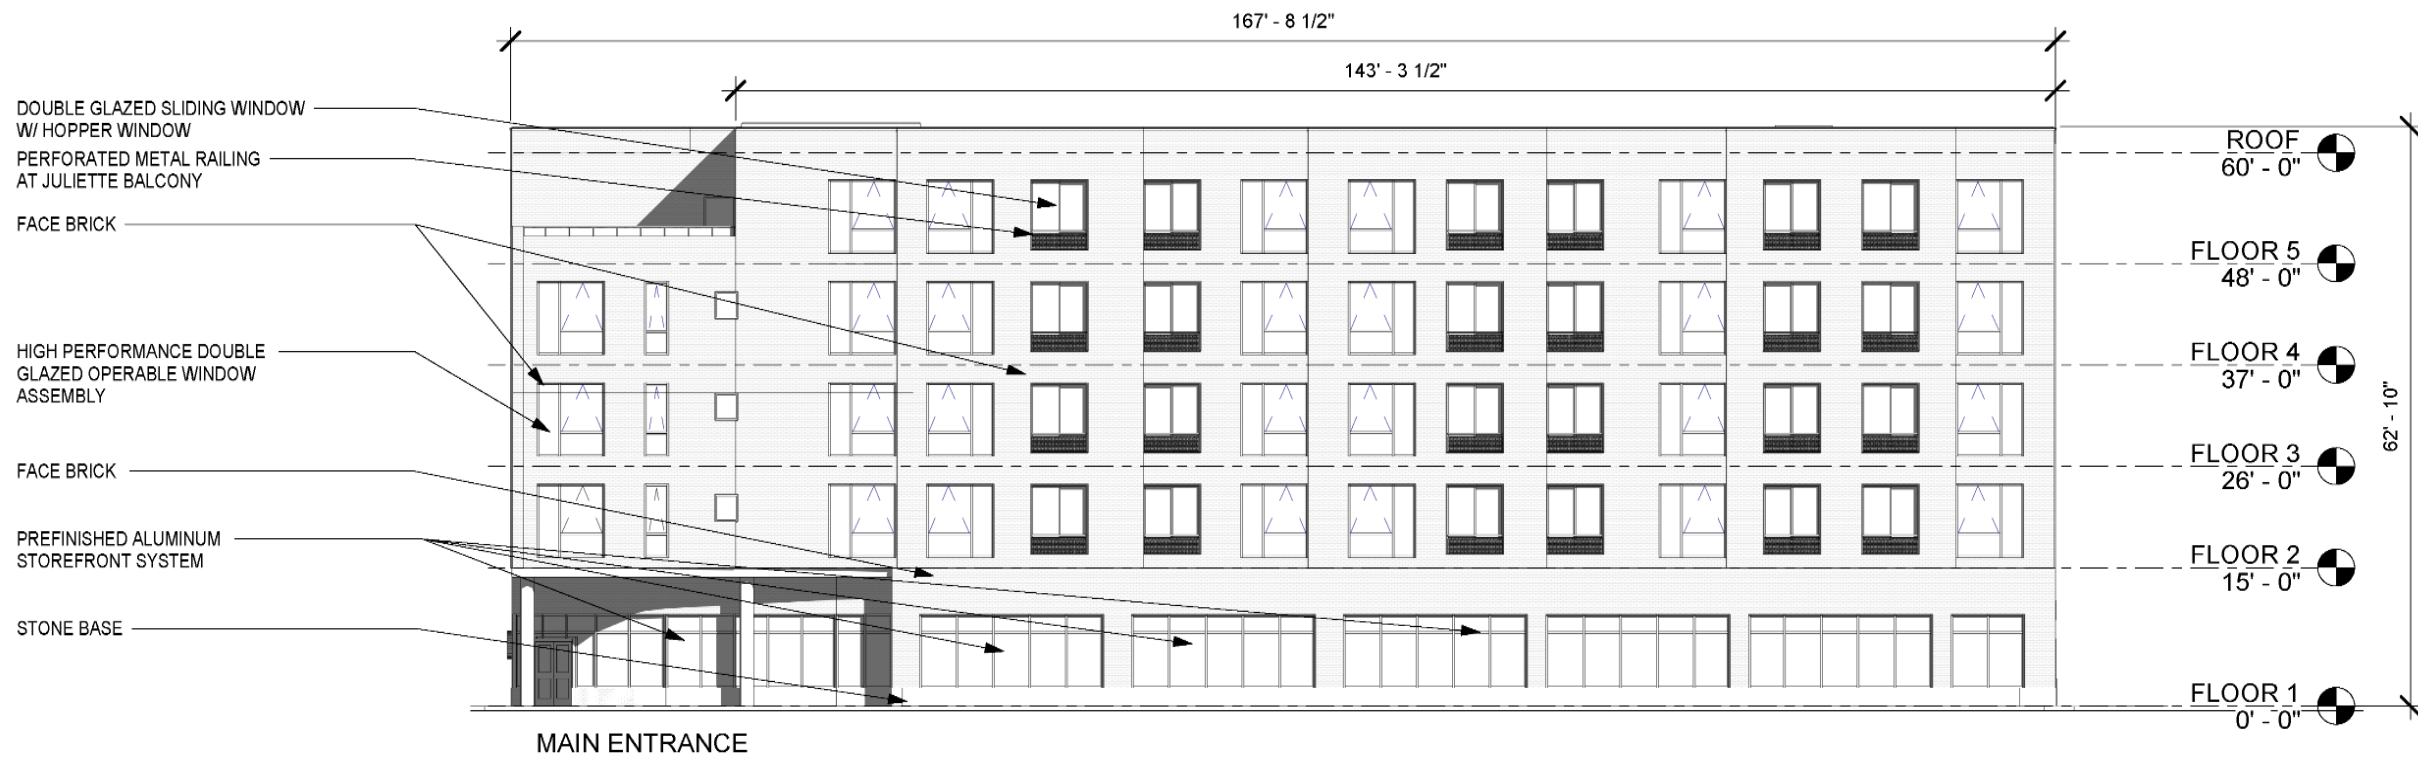 167' - 8 1/2"
143' - 3 1/2"
DOUBLE GLAZED SLIDING WINDOW
W/ HOPPER WINDOW
PERFORATED METAL RAILING
AT JULIETTE BALCONY
FACE BRICK
HIGH PERFORMANCE DOUBLE
GLAZED OPERABLE WINDOW
ASSEMBLY
FACE BRICK
PREFINISHED ALUMINUM
STOREFRONT SYSTEM
STONE BASE
MAIN ENTRANCE
ROOF
60' - 0"
FLOOR 5
48' - 0"
FLOOR 4
37' - 0"
FLOOR 3
26' - 0"
FLOOR 2
15' - 0"
FLOOR 1
0' - 0"
62' - 10"